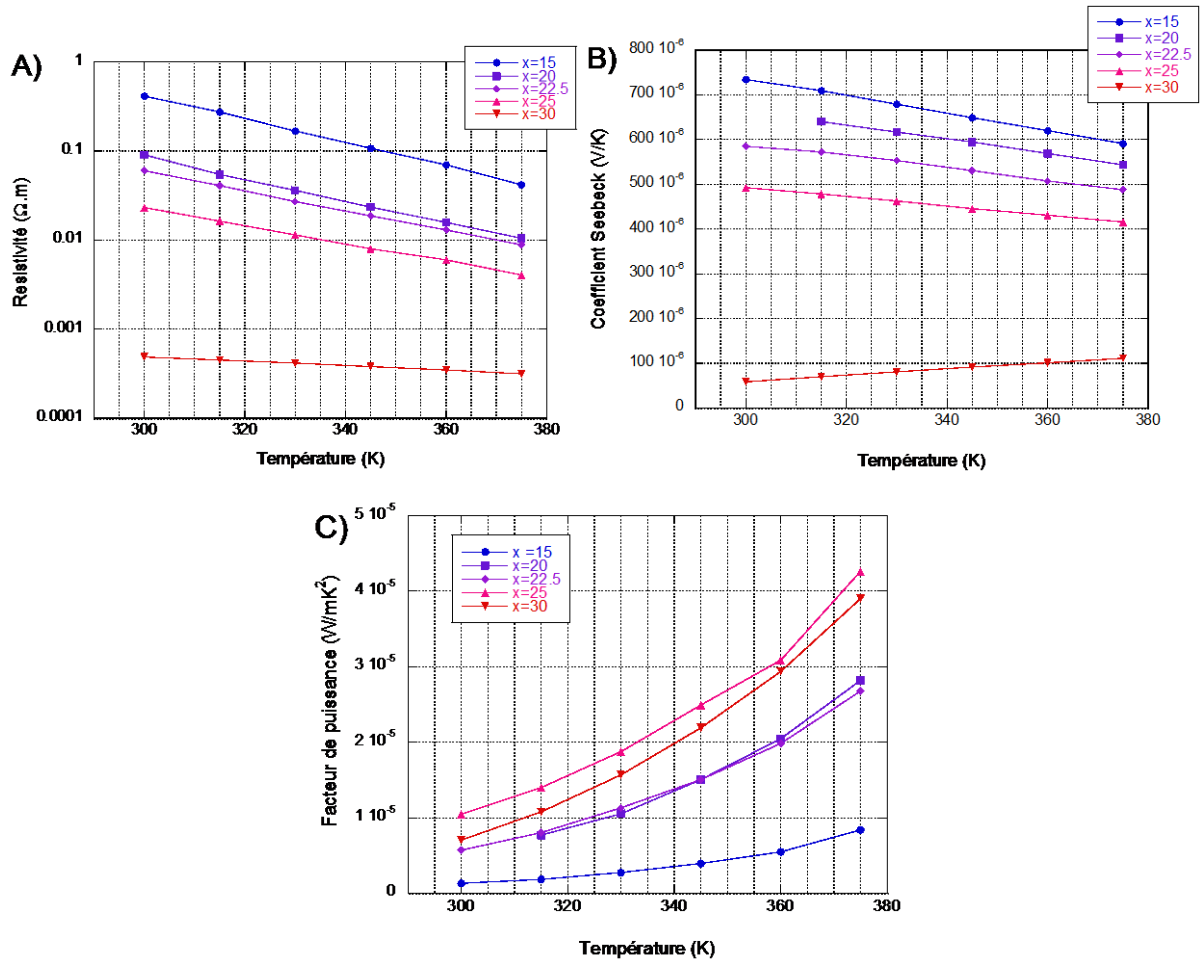 A)
x=15
x=20
x=22.5
x=25
x=30
1
0.1
0.01
0.001
0.0001
Resistivité (Ω.m)
300
320
340
360
380
Température (K)
B)
x=15
x=20
x=22.5
x=25
x=30
800 10⁻⁶
700 10⁻⁶
600 10⁻⁶
500 10⁻⁶
400 10⁻⁶
300 10⁻⁶
200 10⁻⁶
100 10⁻⁶
0
Coefficient Seebeck (V/K)
300
320
340
360
380
Température (K)
C)
x =15
x=20
x=22.5
x=25
x=30
5 10⁻⁵
4 10⁻⁵
3 10⁻⁵
2 10⁻⁵
1 10⁻⁵
0
Facteur de puissance (W/mK²)
300
320
340
360
380
Température (K)